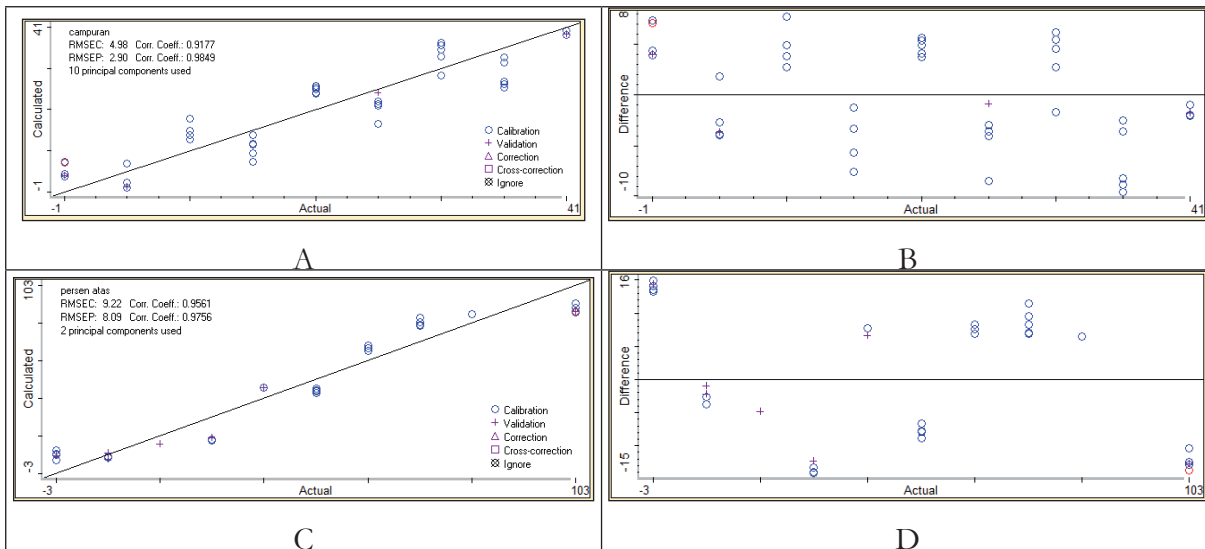 41
campuran
RMSEC: 4.98 Corr. Coeff.: 0.9177
RMSEP: 2.90 Corr. Coeff.: 0.9849
10 principal components used
Calculated
Calibration
Validation
Correction
Cross-correction
Ignore
-1
-1
Actual
41
A
8
Difference
-10
-1
Actual
41
B
103
persen atas
RMSEC: 9.22 Corr. Coeff.: 0.9561
RMSEP: 8.09 Corr. Coeff.: 0.9756
2 principal components used
Calculated
Calibration
Validation
Correction
Cross-correction
Ignore
-3
-3
Actual
103
C
16
Difference
-15
-3
Actual
103
D